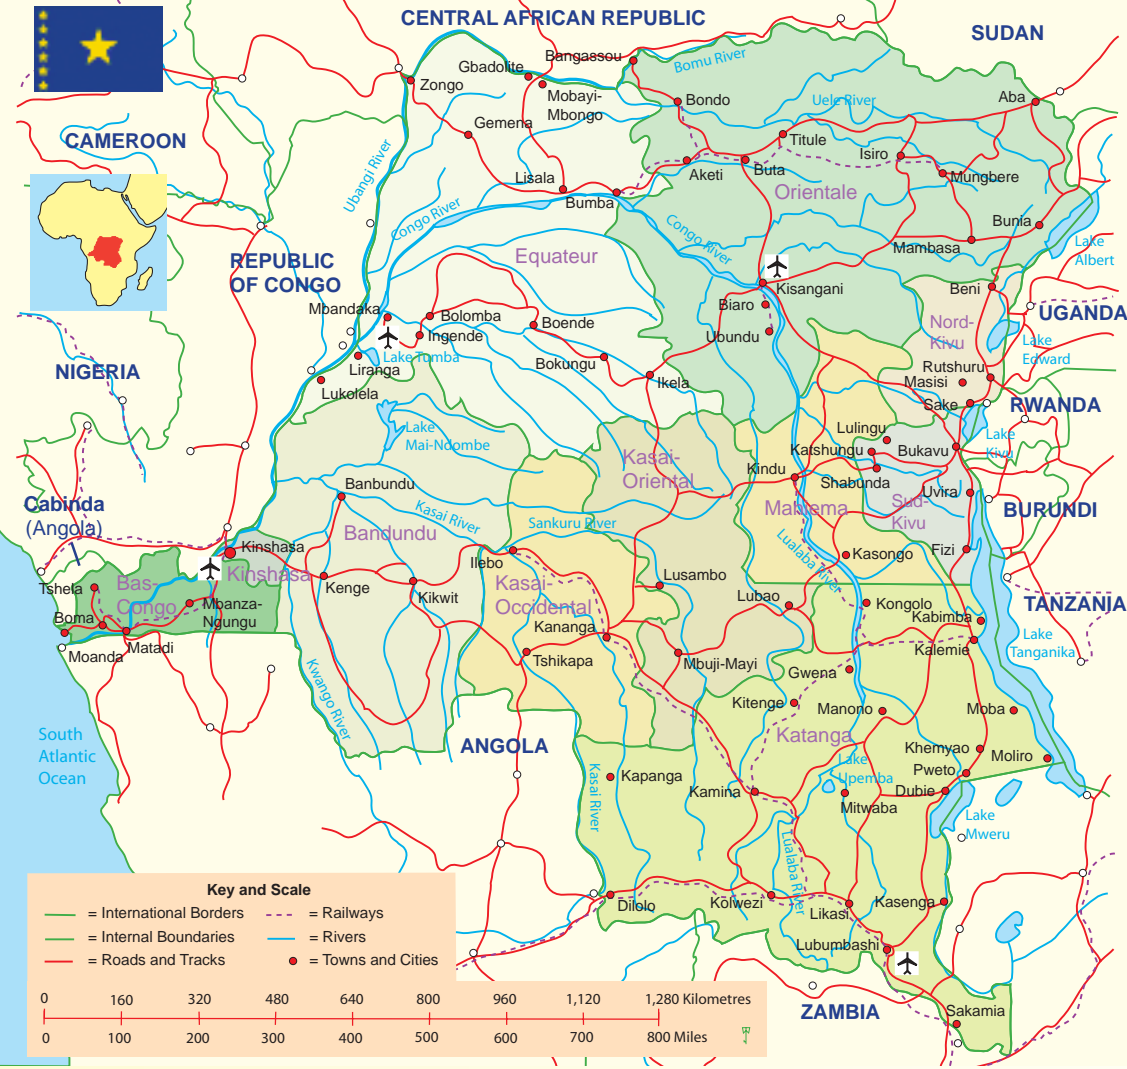 CENTRAL AFRICAN REPUBLIC
SUDAN
Bangassou
Bomu River
Gbadolite
Zongo
Mobayi-
Mbongo
Bondo
Uele River
Aba
CAMEROON
Gemena
Titule
Isiro
Ubangi River
Lisala
Aketi
Buta
Mungbere
Orientale
Bumba
Congo River
Congo River
Bunia
Mambasa
Lake
Albert
Equateur
REPUBLIC
OF CONGO
Kisangani
Beni
Mbandaka
Bolomba
Biaro
UGANDA
Ingende
Boende
Ubundu
Nord-
Kivu
Lake
Edward
Lake Tumba
Liranga
Bokungu
Rutshuru
NIGERIA
Ikela
Masisi
Lukolela
Sake
RWANDA
Lake
Mai-Ndombe
Lulingu
Lake
Kivu
Katshungu
Bukavu
Kasai-
Oriental
Kindu
Shabunda
Banbundu
Uvira
Cabinda
(Angola)
Kasai River
Maniema
Sud-
Kivu
BURUNDI
Sankuru River
Bandundu
Kinshasa
Lualaba River
Kasongo
Fizi
Ilebo
Kinshasa
Tshela
Bas-
Congo
Kenge
Kikwit
Kasai-
Occidental
Lusambo
Lubao
Kongolo
TANZANIA
Mbanza-
Ngungu
Boma
Kananga
Kabimba
Moanda
Matadi
Kalemie
Lake
Tanganika
Tshikapa
Mbuji-Mayi
Gwena
Kwango River
Kitenge
Manono
Moba
South
Atlantic
Ocean
ANGOLA
Katanga
Khemyao
Moliro
Lake
Upemba
Pweto
Kasai River
Kapanga
Kamina
Dubie
Mitwaba
Lake
Mweru
Lualaba River
Dilolo
Kolwezi
Likasi
Kasenga
Lubumbashi
ZAMBIA
Sakamia
Key and Scale
= International Borders
= Railways
= Internal Boundaries
= Rivers
= Roads and Tracks
= Towns and Cities
0 160 320 480 640 800 960 1,120 1,280 Kilometres
0 100 200 300 400 500 600 700 800 Miles